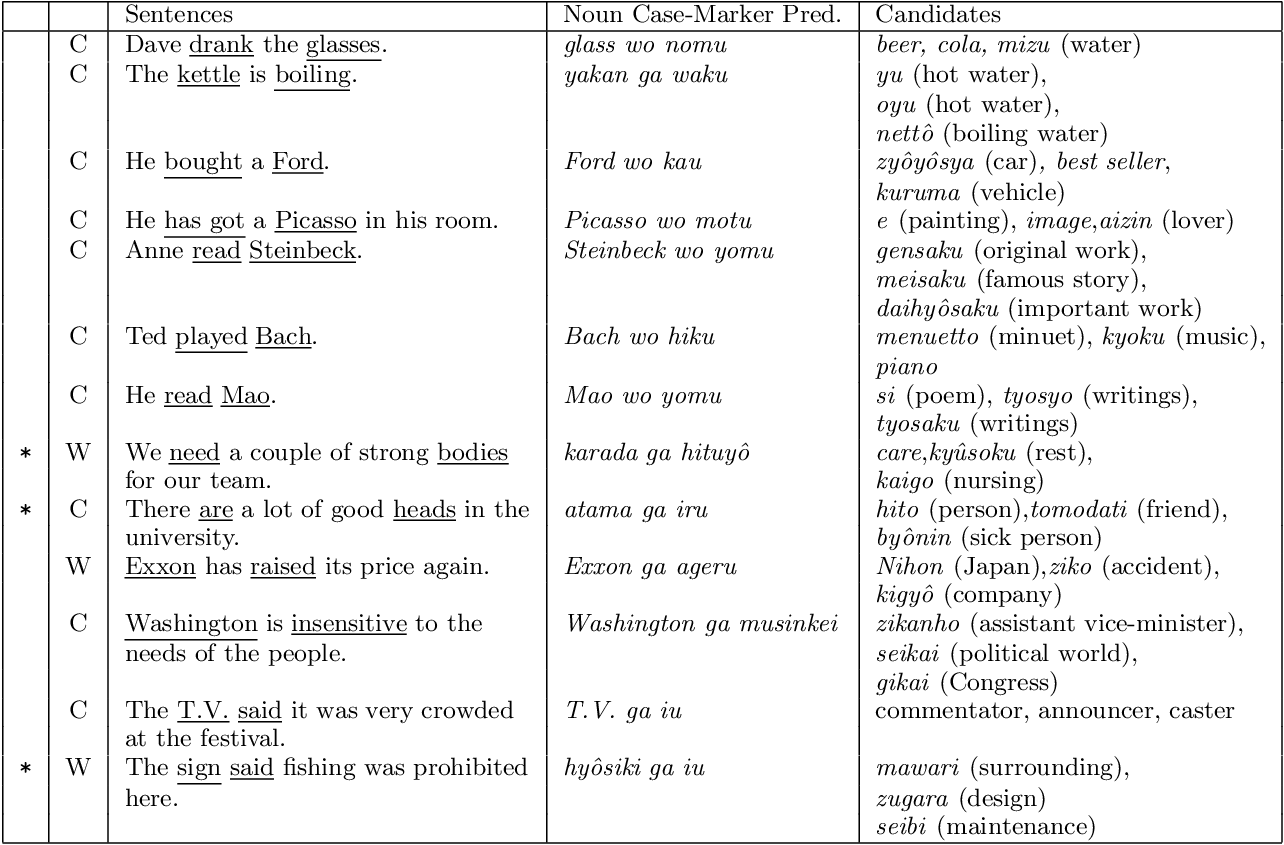 Sentences Noun Case-Marker Pred. Candidates
C Dave drank the glasses. glass wo nomu beer, cola, mizu (water)
C The kettle is boiling. yakan ga waku yu (hot water),
oyu (hot water),
nettô (boiling water)
C He bought a Ford. Ford wo kau zyôyôsya (car), best seller,
kuruma (vehicle)
C He has got a Picasso in his room. Picasso wo motu e (painting), image,aizin (lover)
C Anne read Steinbeck. Steinbeck wo yomu gensaku (original work),
meisaku (famous story),
daihyôsaku (important work)
C Ted played Bach. Bach wo hiku menuetto (minuet), kyoku (music),
piano
C He read Mao. Mao wo yomu si (poem), tyosyo (writings),
tyosaku (writings)
* W We need a couple of strong bodies karada ga hituyô care,kyûsoku (rest),
for our team. kaigo (nursing)
* C There are a lot of good heads in the atama ga iru hito (person),tomodati (friend),
university. byônin (sick person)
W Exxon has raised its price again. Exxon ga ageru Nihon (Japan),ziko (accident),
kigyô (company)
C Washington is insensitive to the Washington ga musinkei zikanho (assistant vice-minister),
needs of the people. seikai (political world),
gikai (Congress)
C The T.V. said it was very crowded T.V. ga iu commentator, announcer, caster
at the festival.
* W The sign said fishing was prohibited hyôsiki ga iu mawari (surrounding),
here. zugara (design)
seibi (maintenance)